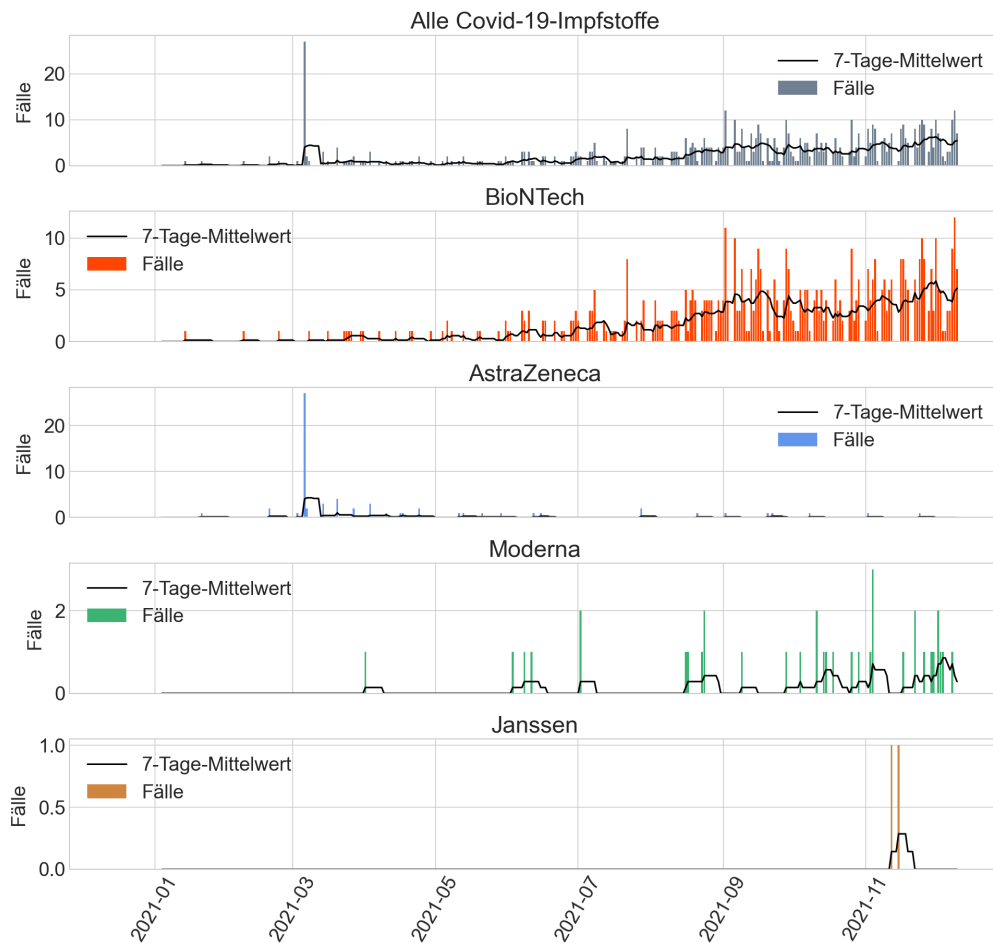 Alle Covid-19-Impfstoffe
Fälle
20
10
0
7-Tage-Mittelwert
Fälle
BioNTech
Fälle
10
5
0
7-Tage-Mittelwert
Fälle
AstraZeneca
Fälle
20
10
0
7-Tage-Mittelwert
Fälle
Moderna
Fälle
2
0
7-Tage-Mittelwert
Fälle
Janssen
Fälle
1.0
0.5
0.0
7-Tage-Mittelwert
Fälle
2021-01
2021-03
2021-05
2021-07
2021-09
2021-11